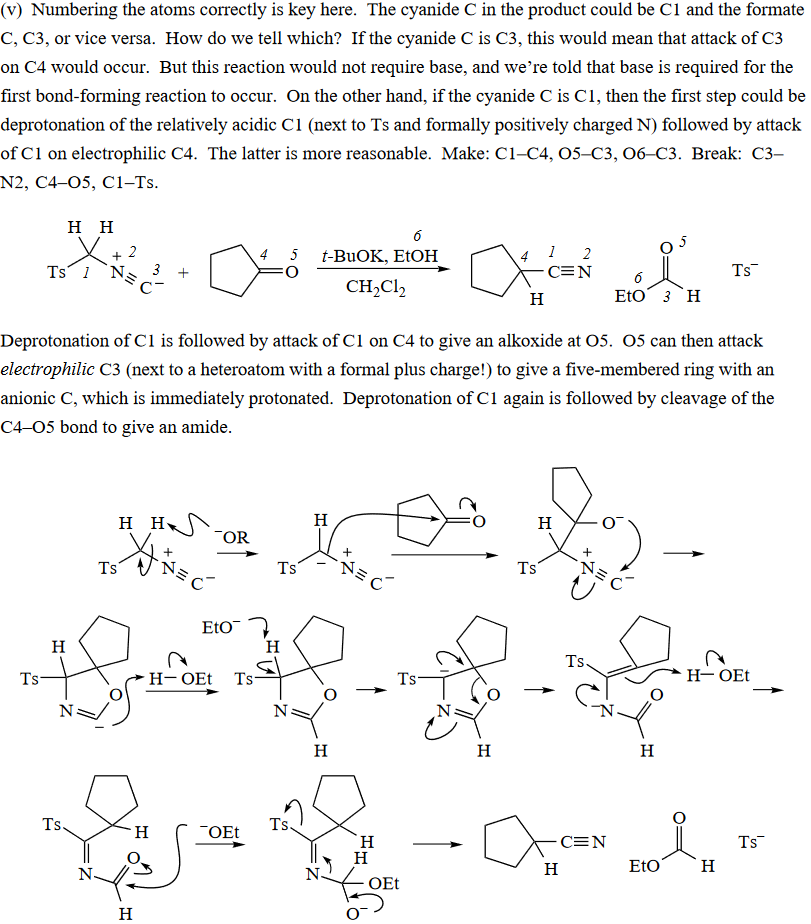 (v)  Numbering the atoms correctly is key here.  The cyanide C in the product could be C1 and the formate
C, C3, or vice versa.  How do we tell which?  If the cyanide C is C3, this would mean that attack of C3
on C4 would occur.  But this reaction would not require base, and we’re told that base is required for the
first bond-forming reaction to occur.  On the other hand, if the cyanide C is C1, then the first step could be
deprotonation of the relatively acidic C1 (next to Ts and formally positively charged N) followed by attack
of C1 on electrophilic C4.  The latter is more reasonable.  Make: C1–C4, O5–C3, O6–C3.  Break:  C3–
N2, C4–O5, C1–Ts.
H H
6
+ 2 4 5 t-BuOK, EtOH 4 1 2 O 5
Ts 1 N 3 + O C≡N 6 Ts–
C– CH2Cl2 H EtO 3 H
Deprotonation of C1 is followed by attack of C1 on C4 to give an alkoxide at O5.  O5 can then attack
electrophilic C3 (next to a heteroatom with a formal plus charge!) to give a five-membered ring with an
anionic C, which is immediately protonated.  Deprotonation of C1 again is followed by cleavage of the
C4–O5 bond to give an amide.
H H H O H O–
–OR
+ + +
Ts N Ts – N Ts N
C– C– C–
EtO–
H H Ts
Ts H–OEt Ts Ts – H–OEt
O O O O
N – N N –N
H H H
Ts H –OEt Ts H C≡N O Ts–
O H H EtO H
N N OEt
H O–